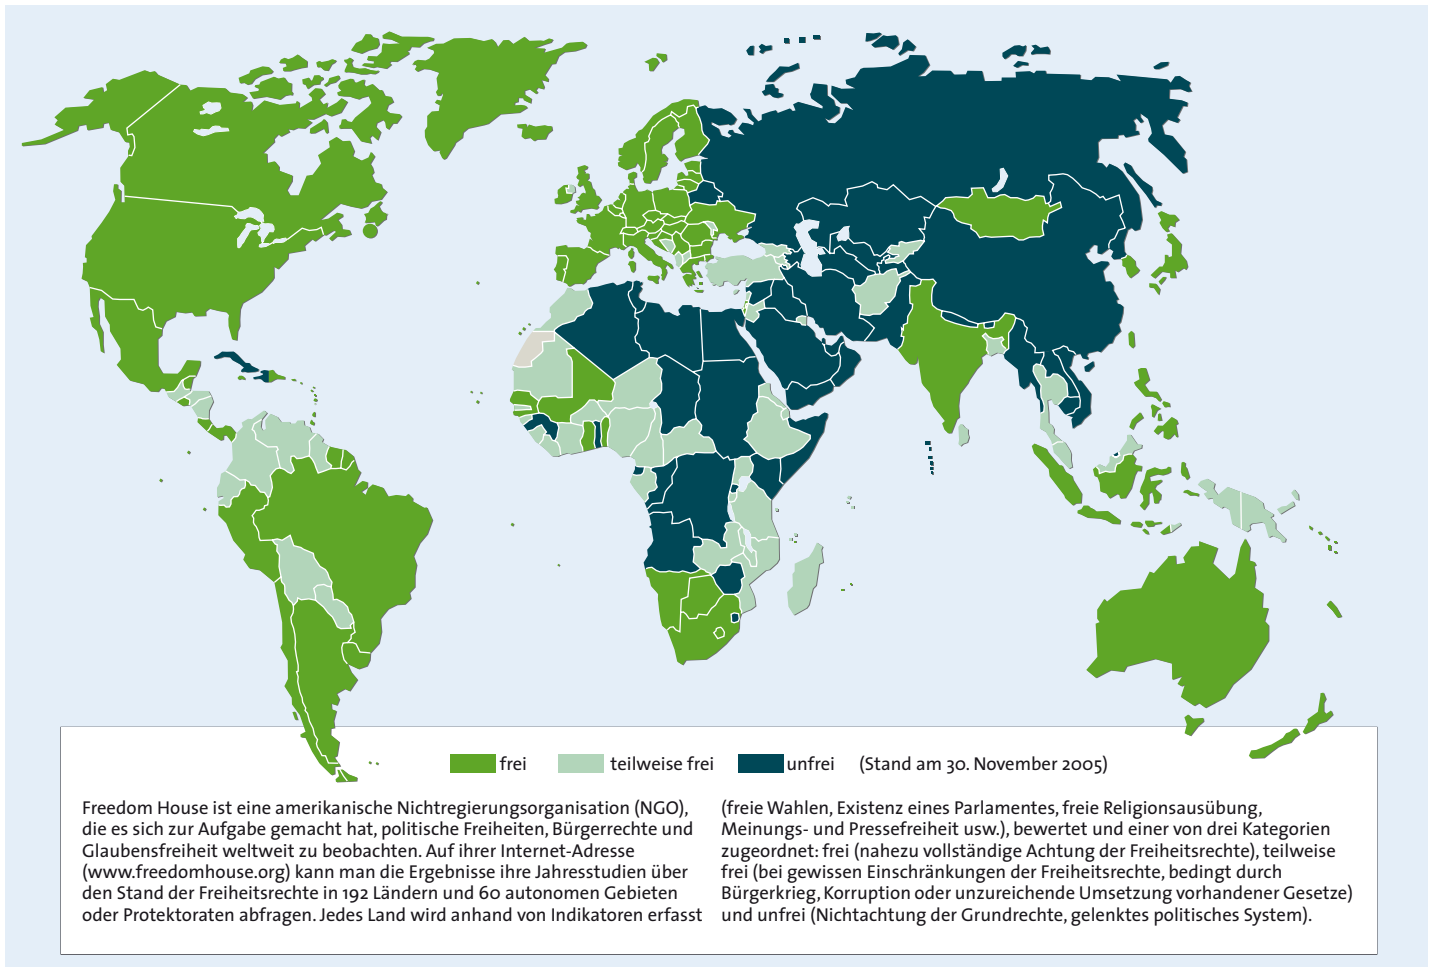 frei teilweise frei unfrei (Stand am 30. November 2005)
Freedom House ist eine amerikanische Nichtregierungsorganisation (NGO),
die es sich zur Aufgabe gemacht hat, politische Freiheiten, Bürgerrechte und
Glaubensfreiheit weltweit zu beobachten. Auf ihrer Internet-Adresse
(www.freedomhouse.org) kann man die Ergebnisse ihre Jahresstudien über
den Stand der Freiheitsrechte in 192 Ländern und 60 autonomen Gebieten
oder Protektoraten abfragen. Jedes Land wird anhand von Indikatoren erfasst
(freie Wahlen, Existenz eines Parlamentes, freie Religionsausübung,
Meinungs- und Pressefreiheit usw.), bewertet und einer von drei Kategorien
zugeordnet: frei (nahezu vollständige Achtung der Freiheitsrechte), teilweise
frei (bei gewissen Einschränkungen der Freiheitsrechte, bedingt durch
Bürgerkrieg, Korruption oder unzureichende Umsetzung vorhandener Gesetze)
und unfrei (Nichtachtung der Grundrechte, gelenktes politisches System).